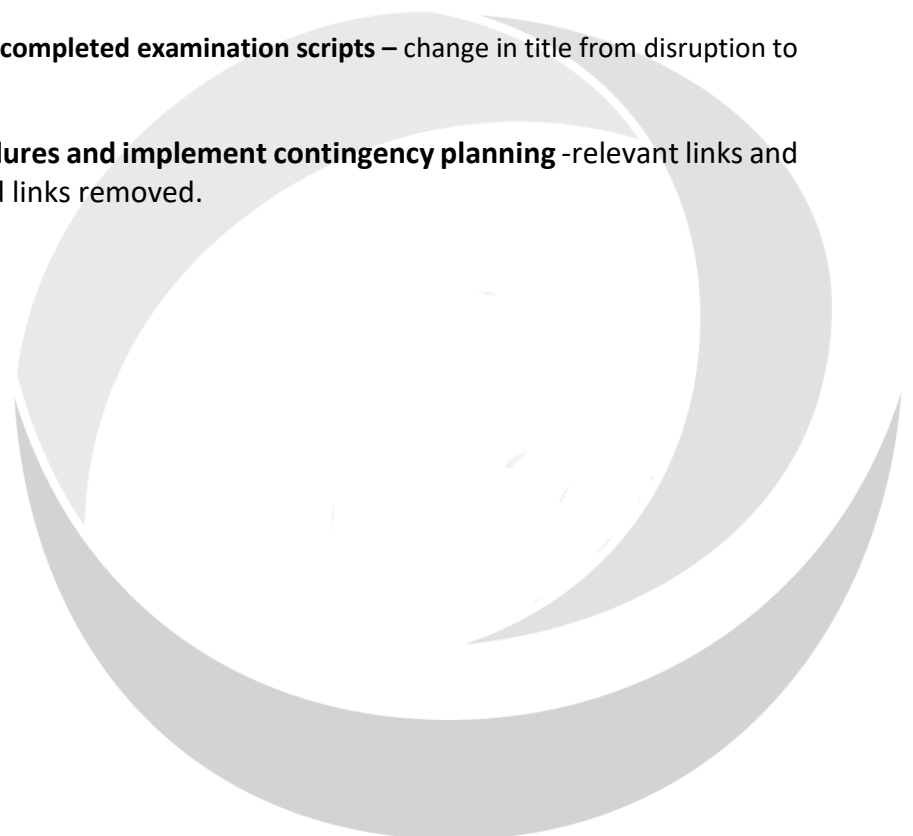 completed examination scripts – change in title from disruption to
lures and implement contingency planning -relevant links and
l links removed.